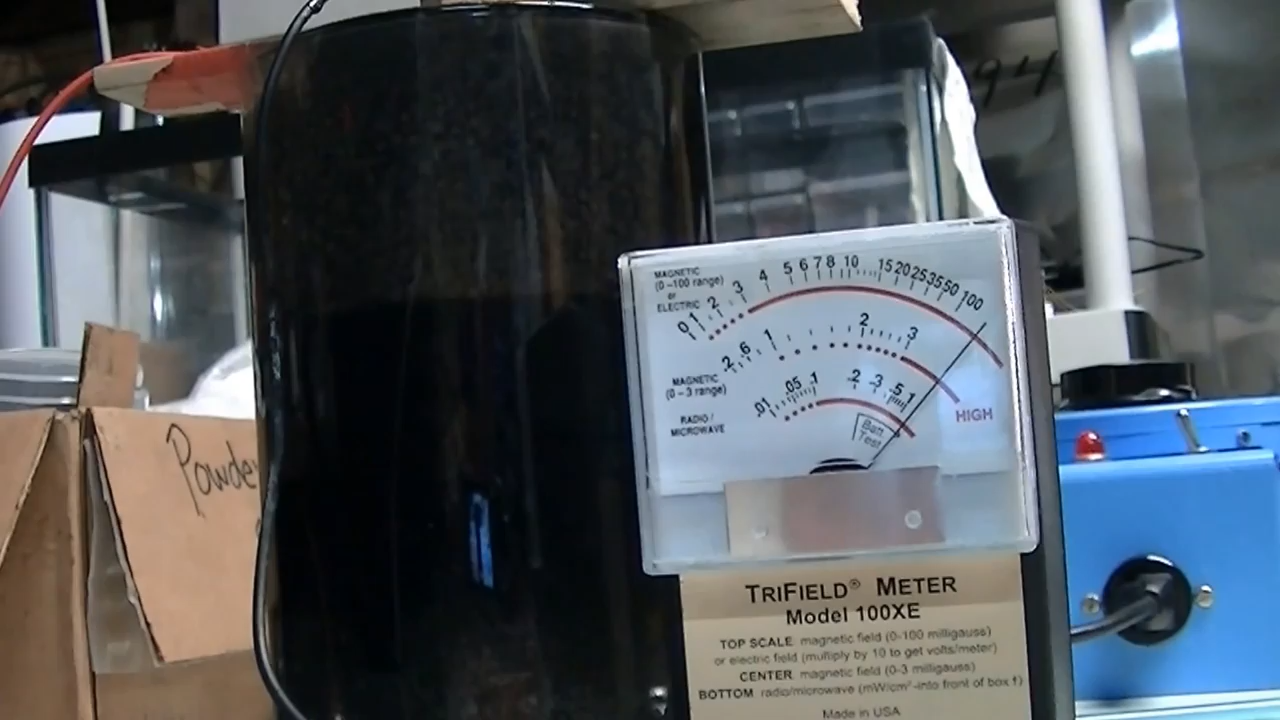 94
MAGNETIC
(0-100 range)
or
ELECTRIC
0 1 2 3 4 5 6 7 8 10 15 20 25 35 50 100
.2 .6 1 2 3
MAGNETIC
(0-3 range)
.01 .05 .1 .2 .3 .5 1
RADIO/
MICROWAVE
HIGH
Batt
Test
Powde
TRIFIELD® METER
Model 100XE
TOP SCALE magnetic field (0-100 milligauss)
or electric field (multiply by 10 to get volts/meter)
CENTER magnetic field (0-3 milligauss)
BOTTOM radio/microwave (mW/cm²-into front of box↑)
Made in USA